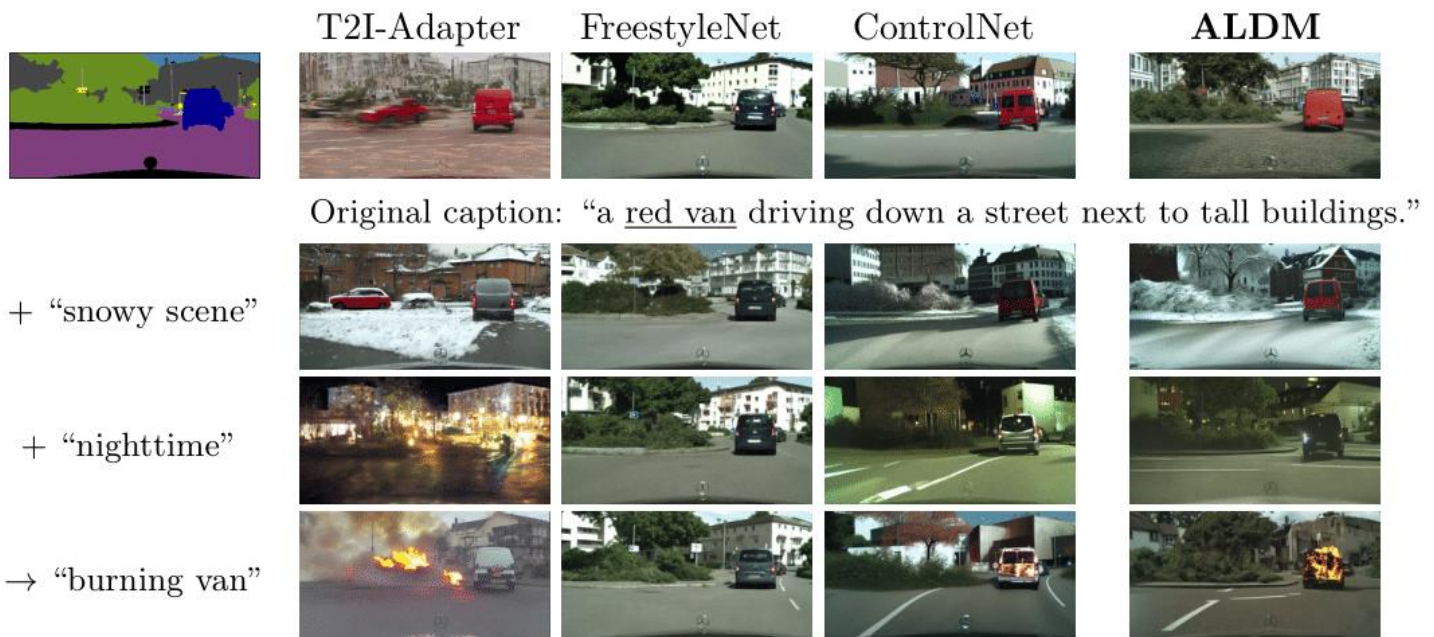 T2I-Adapter FreestyleNet ControlNet ALDM
Original caption: “a red van driving down a street next to tall buildings.”
+ “snowy scene”
+ “nighttime”
→ “burning van”